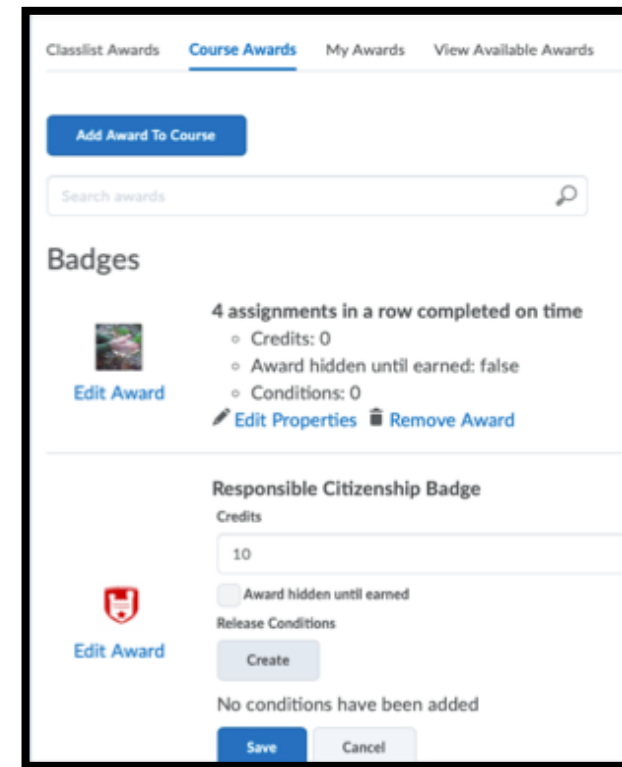 Classlist Awards Course Awards My Awards View Available Awards
Add Award To Course
Search awards
Badges
4 assignments in a row completed on time
Credits: 0
Award hidden until earned: false
Edit Award
Conditions: 0
Edit Properties Remove Award
Responsible Citizenship Badge
Credits
10
Award hidden until earned
Release Conditions
Edit Award
Create
No conditions have been added
Save Cancel